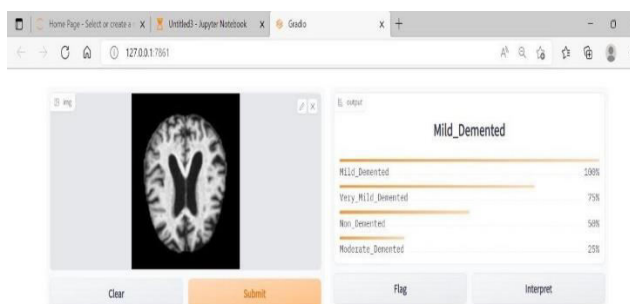 Home Page - Select or create a
Untitled3 - Jupyter Notebook
Gradio
127.0.0.1:7861
img
output
Mild_Demented
Mild_Demented 100%
Very_Mild_Demented 75%
Non_Demented 50%
Moderate_Demented 25%
Clear
Submit
Flag
Interpret